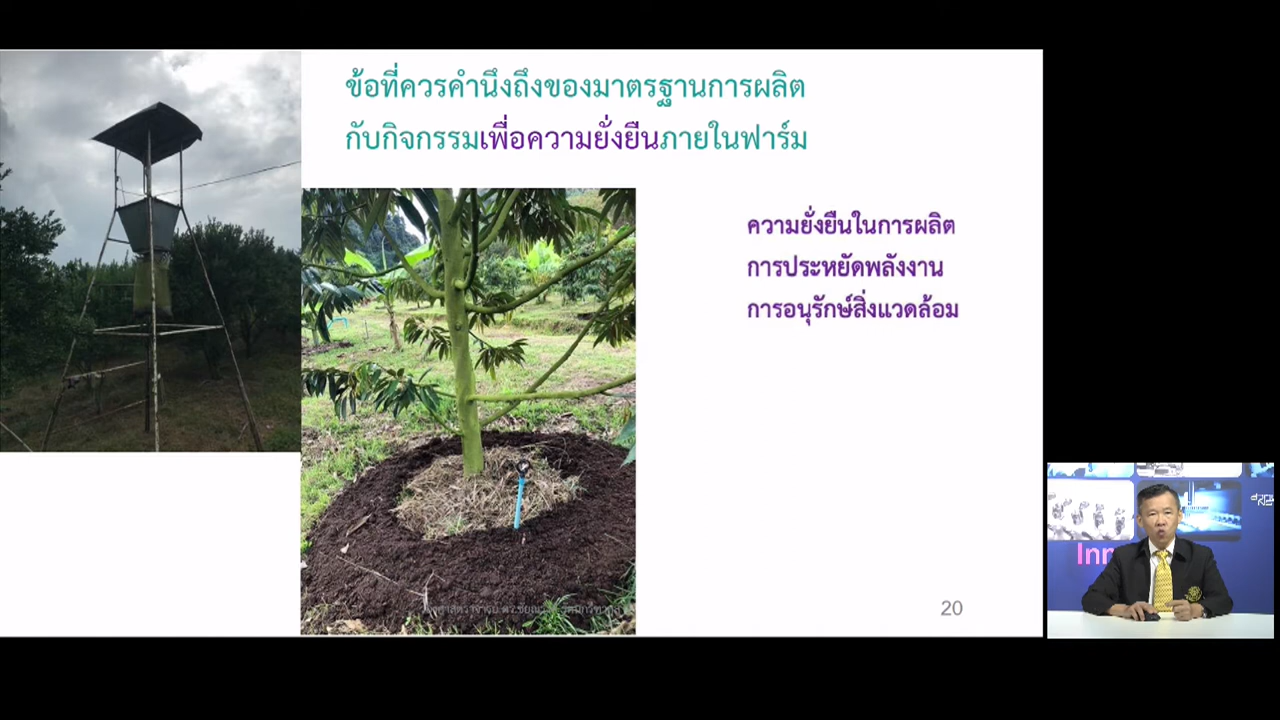 ข้อที่ควรคำนึงถึงของมาตรฐานการผลิต
กับกิจกรรมเพื่อความยั่งยืนภายในฟาร์ม
ความยั่งยืนในการผลิต
การประหยัดพลังงาน
การอนุรักษ์สิ่งแวดล้อม
20
Inn